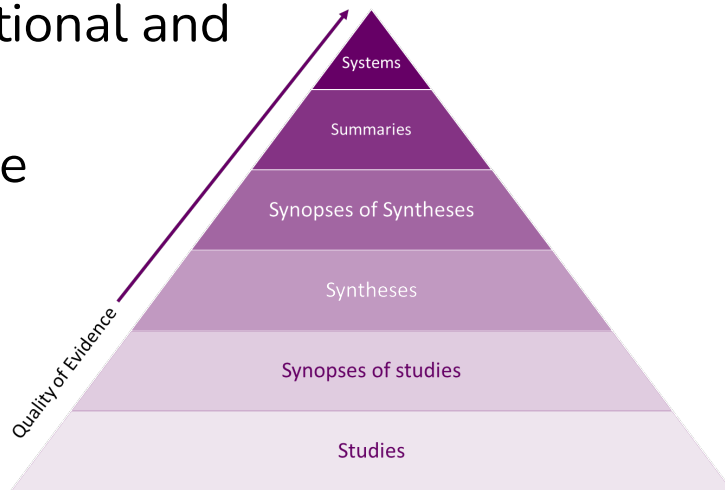 tional and
e
Systems
Summaries
Synopses of Syntheses
Syntheses
Synopses of studies
Studies
Quality of Evidence